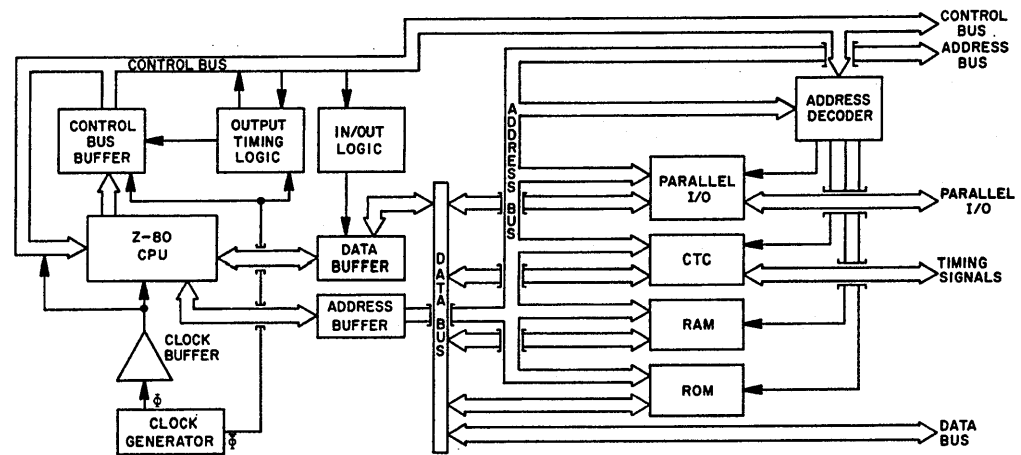 CONTROL
BUS
ADDRESS
BUS
CONTROL BUS
CONTROL
BUS
BUFFER
OUTPUT
TIMING
LOGIC
IN/OUT
LOGIC
ADDRESS BUS
ADDRESS
DECODER
PARALLEL
I/O
PARALLEL
I/O
Z-80
CPU
DATA
BUFFER
DATA BUS
CTC
TIMING
SIGNALS
ADDRESS
BUFFER
RAM
CLOCK
BUFFER
ROM
Φ
CLOCK
GENERATOR
Φ̅
DATA
BUS